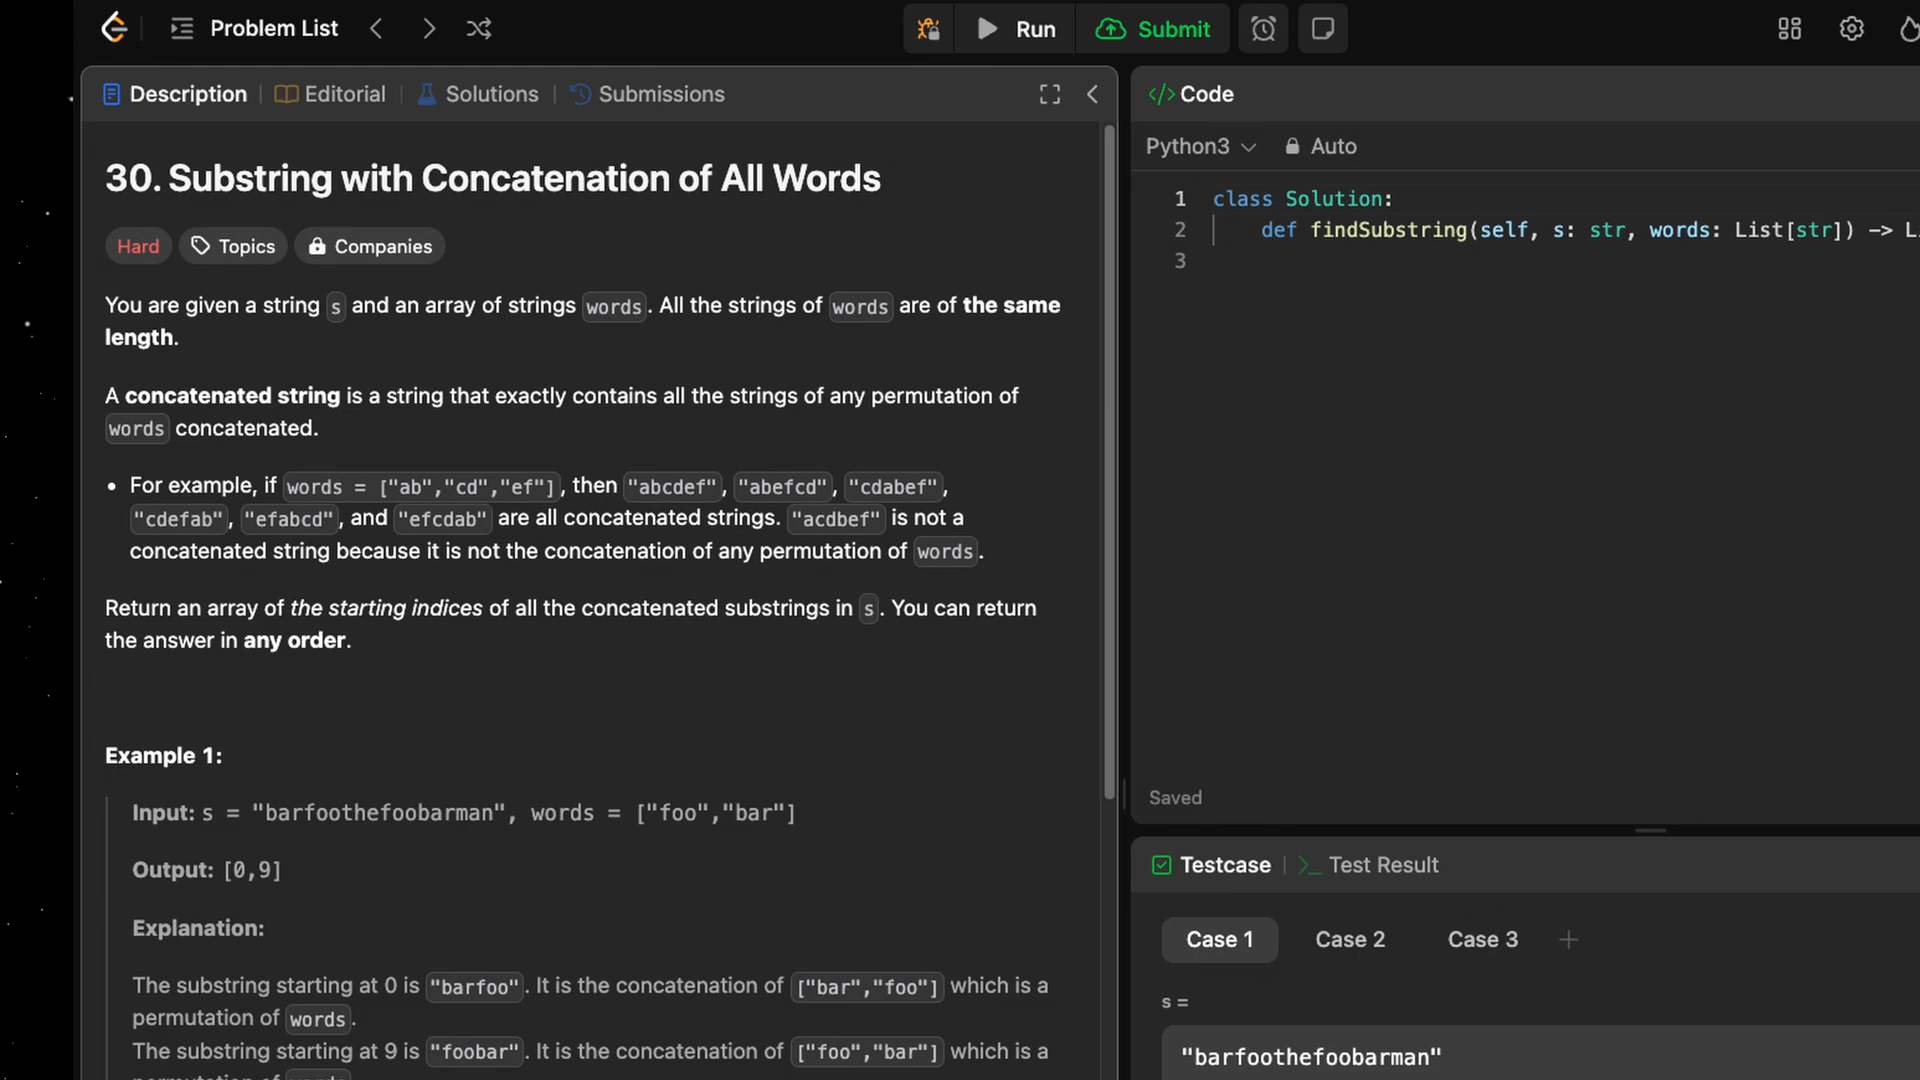 Problem List
Run
Submit
Description
Editorial
Solutions
Submissions
30. Substring with Concatenation of All Words
Hard
Topics
Companies
You are given a string s and an array of strings words. All the strings of words are of the same
length.
A concatenated string is a string that exactly contains all the strings of any permutation of
words concatenated.
• For example, if words = ["ab","cd","ef"], then "abcdef", "abefcd", "cdabef",
"cdefab", "efabcd", and "efcdab" are all concatenated strings. "acdbef" is not a
concatenated string because it is not the concatenation of any permutation of words.
Return an array of the starting indices of all the concatenated substrings in s. You can return
the answer in any order.
Example 1:
Input: s = "barfoothefoobarman", words = ["foo","bar"]
Output: [0,9]
Explanation:
The substring starting at 0 is "barfoo". It is the concatenation of ["bar","foo"] which is a
permutation of words.
The substring starting at 9 is "foobar". It is the concatenation of ["foo","bar"] which is a
permutation of words.
</> Code
Python3
Auto
1 class Solution:
2 def findSubstring(self, s: str, words: List[str]) -> L
3
Saved
Testcase
>_ Test Result
Case 1
Case 2
Case 3
+
s =
"barfoothefoobarman"